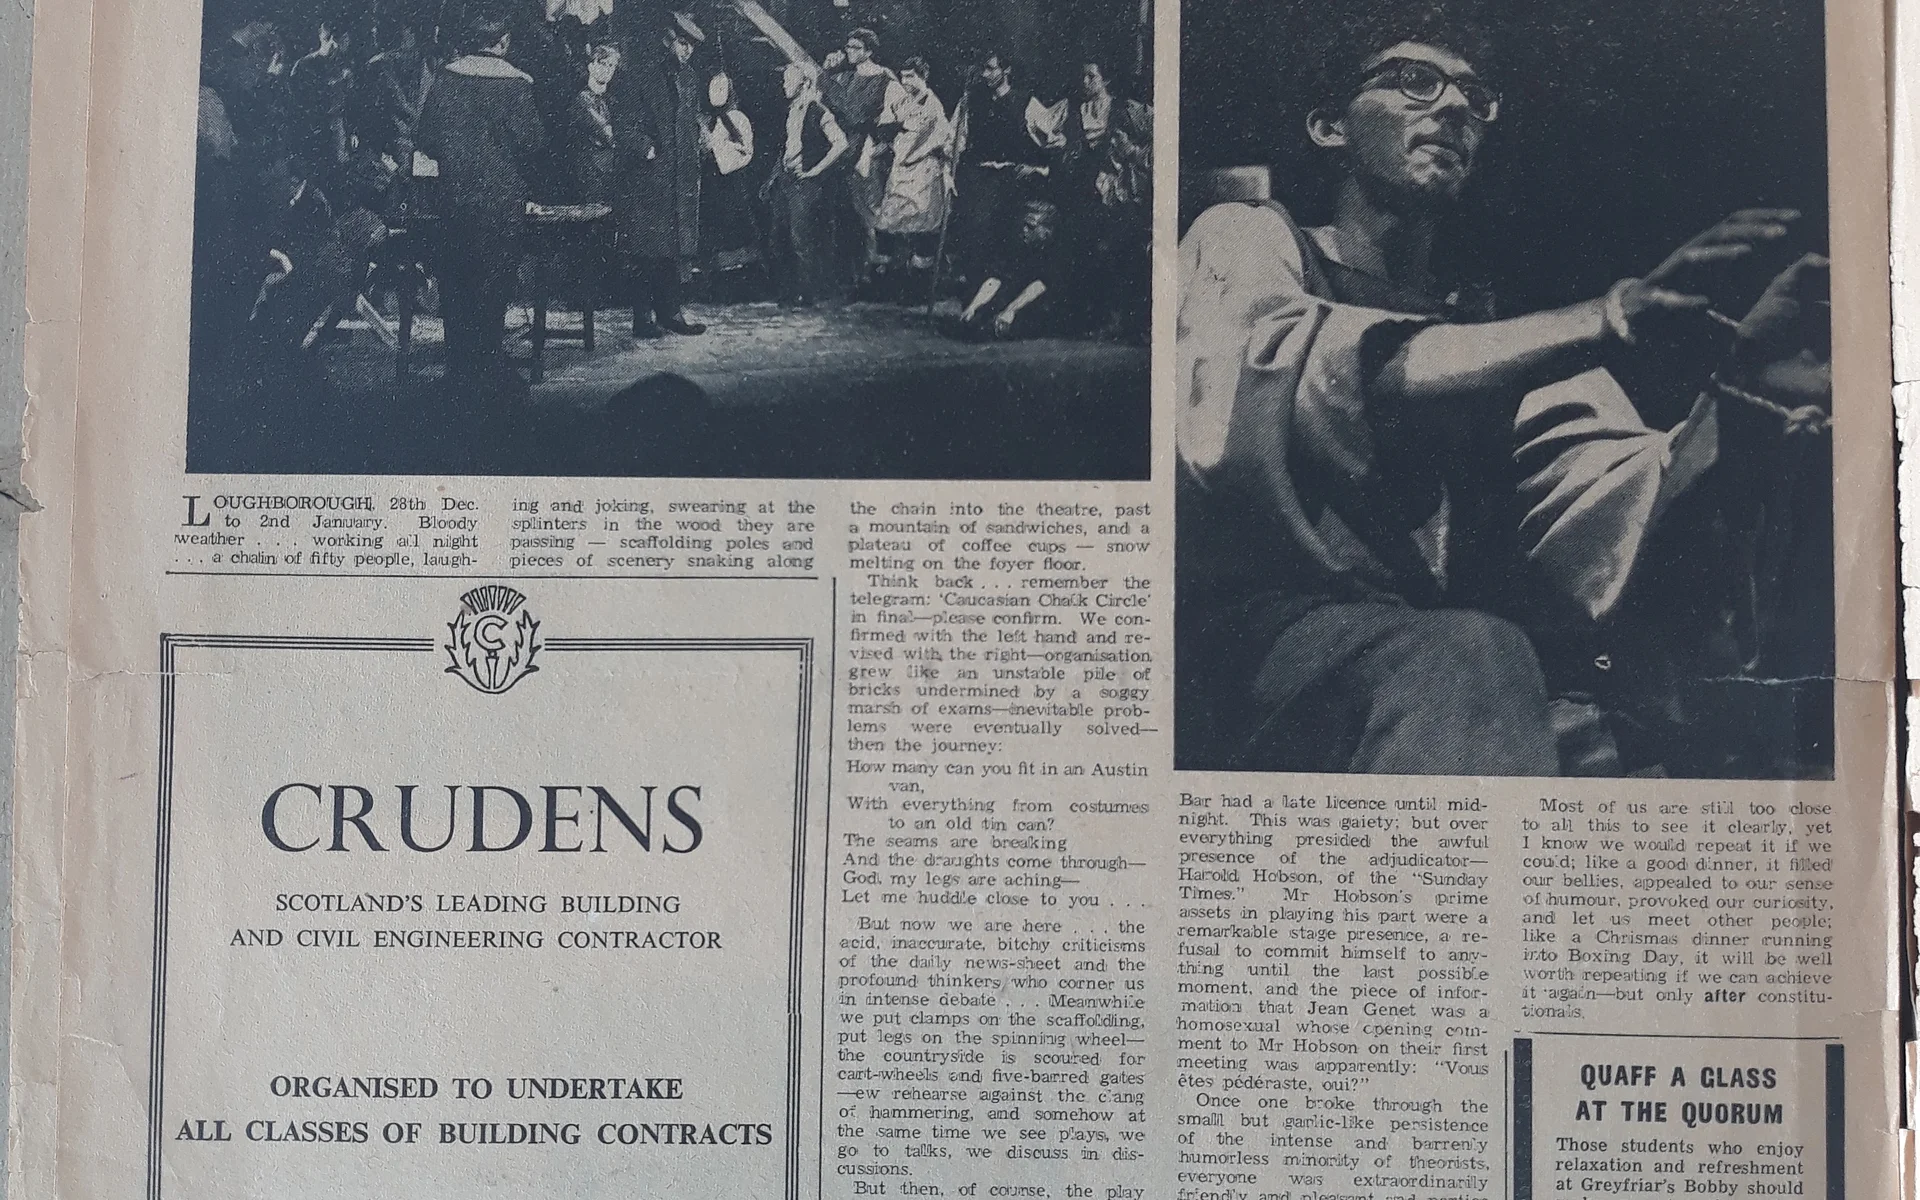 LOUGHBOROUGH, 28th Dec.
to 2nd January. Bloody
weather . . . working all night
. . . a chain of fifty people, laugh-
ing and joking, swearing at the
splinters in the wood they are
passing — scaffolding poles and
pieces of scenery snaking along
the chain into the theatre, past
a mountain of sandwiches, and a
plateau of coffee cups — snow
melting on the foyer floor.
Think back . . . remember the
telegram: 'Caucasian Chalk Circle'
in final—please confirm. We con-
firmed with the left hand and re-
vised with the right—organisation
grew like an unstable pile of
bricks undermined by a soggy
marsh of exams—inevitable prob-
lems were eventually solved—
then the journey:
How many can you fit in an Austin
van,
With everything from costumes
to an old tin can?
The seams are breaking
And the draughts come through—
God, my legs are aching—
Let me huddle close to you . . .
But now we are here . . . the
acid, inaccurate, bitchy criticisms
of the daily news-sheet and the
profound thinkers who corner us
in intense debate . . . Meanwhile
we put clamps on the scaffolding,
put legs on the spinning wheel—
the countryside is scoured for
cart-wheels and five-barred gates
—ew rehearse against the clang
of hammering, and somehow at
the same time we see plays, we
go to talks, we discuss in dis-
cussions.
But then, of course, the play
C
CRUDENS
SCOTLAND'S LEADING BUILDING
AND CIVIL ENGINEERING CONTRACTOR
ORGANISED TO UNDERTAKE
ALL CLASSES OF BUILDING CONTRACTS
Bar had a late licence until mid-
night. This was gaiety; but over
everything presided the awful
presence of the adjudicator—
Harold Hobson, of the "Sunday
Times." Mr Hobson's prime
assets in playing his part were a
remarkable stage presence, a re-
fusal to commit himself to any-
thing until the last possible
moment, and the piece of infor-
mation that Jean Genet was a
homosexual whose opening com-
ment to Mr Hobson on their first
meeting was apparently: "Vous
êtes pédéraste, oui?"
Once one broke through the
small but garlic-like persistence
of the intense and barrenly
humorless minority of theorists,
everyone was extraordinarily
friendly and pleasant and
Most of us are still too close
to all this to see it clearly, yet
I know we would repeat it if we
could; like a good dinner, it filled
our bellies, appealed to our sense
of humour, provoked our curiosity,
and let us meet other people;
like a Chrismas dinner running
into Boxing Day, it will be well
worth repeating if we can achieve
it again—but only after constitu-
tionals.
QUAFF A GLASS
AT THE QUORUM
Those students who enjoy
relaxation and refreshment
at Greyfriar's Bobby should